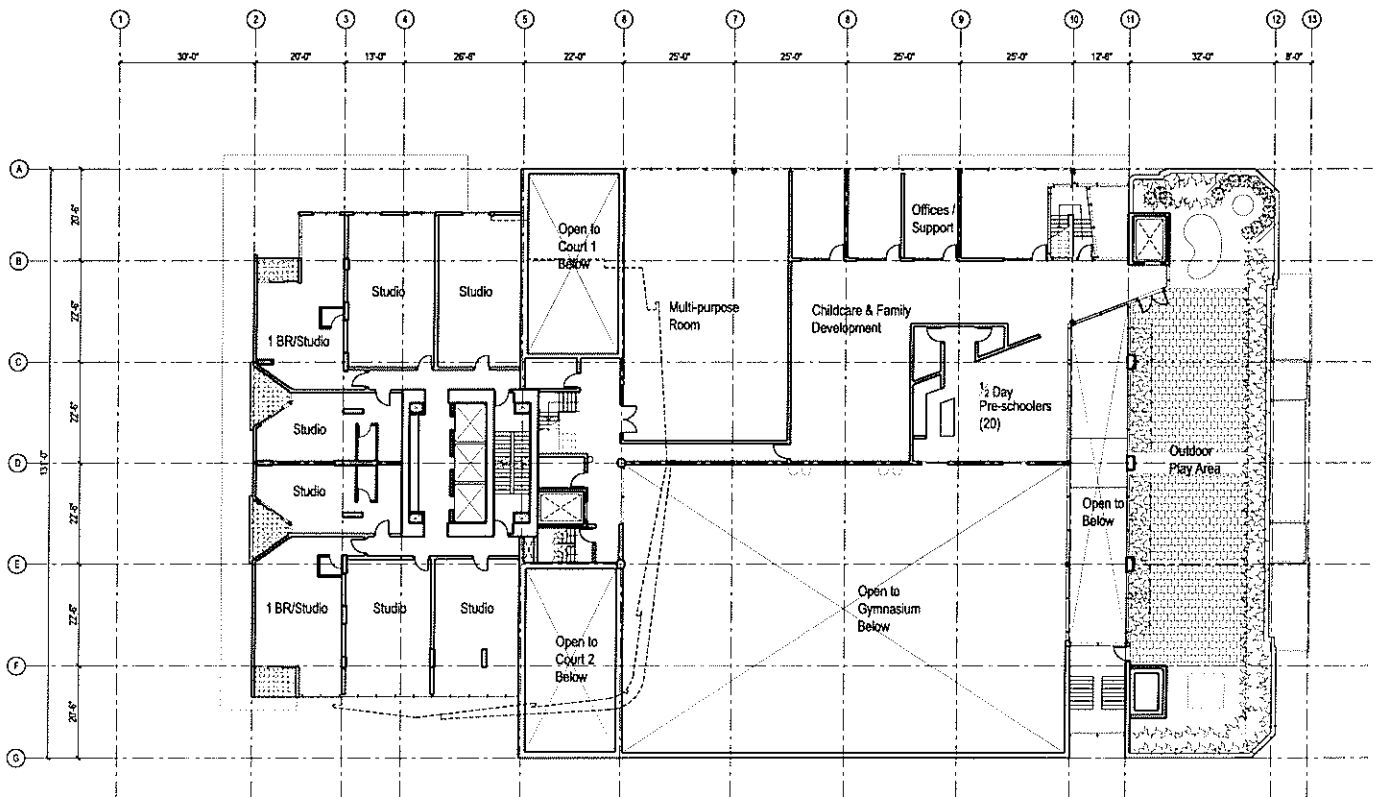 1 2 3 4 5 6 7 8 9 10 11 12 13
30'-0" 20'-0" 13'-0" 26'-6" 22'-0" 25'-0" 25'-0" 25'-0" 25'-0" 12'-6" 32'-0" 8'-0"
A
20'-6"
B
22'-6"
C
22'-6"
D
131'-0"
22'-6"
E
22'-6"
F
20'-6"
G
Open to
Court 1
Below
Offices /
Support
Studio
Studio
Multi-purpose
Room
Childcare & Family
Development
1 BR/Studio
Studio
½ Day
Pre-schoolers
(20)
Outdoor
Play Area
Studio
Open to
Below
1 BR/Studio
Studio
Studio
Open to
Gymnasium
Below
Open to
Court 2
Below